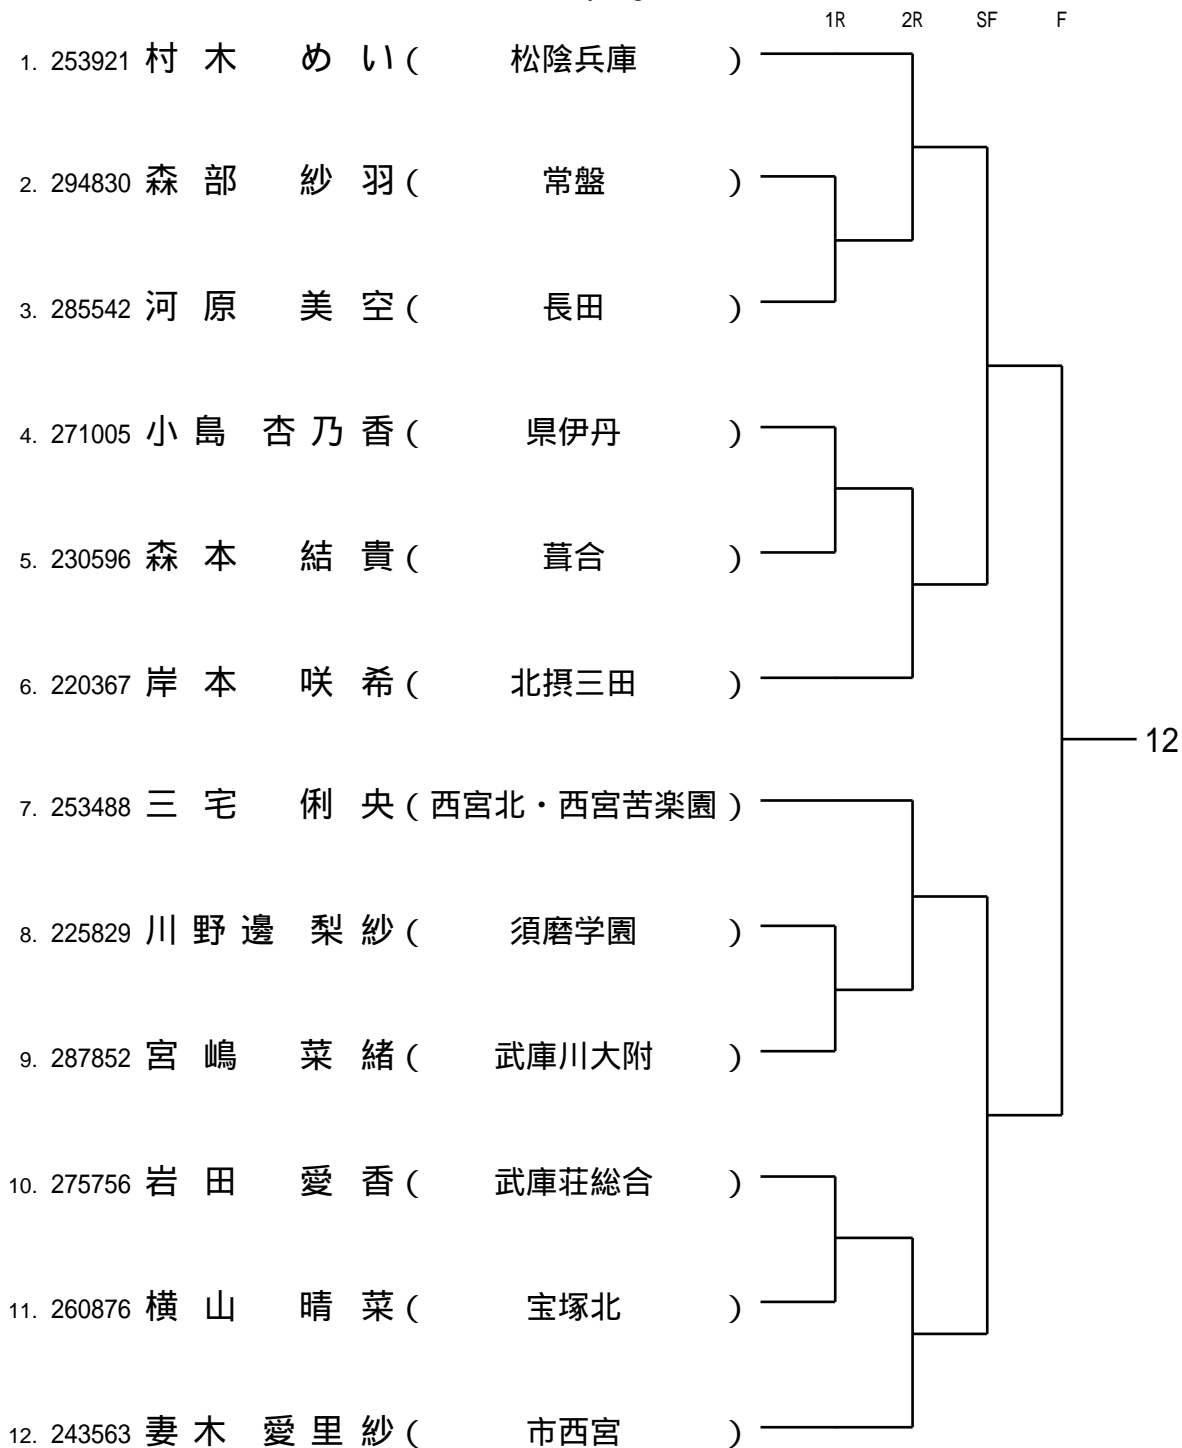 1R 2R SF F
1. 253921 村木 めい ( 松陰兵庫 )
2. 294830 森部 紗羽 ( 常盤 )
3. 285542 河原 美空 ( 長田 )
4. 271005 小島 杏乃香 ( 県伊丹 )
5. 230596 森本 結貴 ( 葺合 )
6. 220367 岸本 咲希 ( 北摂三田 )
12
7. 253488 三宅 俐央 ( 西宮北・西宮苦楽園 )
8. 225829 川野邊 梨紗 ( 須磨学園 )
9. 287852 宮嶋 菜緒 ( 武庫川大附 )
10. 275756 岩田 愛香 ( 武庫荘総合 )
11. 260876 横山 晴菜 ( 宝塚北 )
12. 243563 妻木 愛里紗 ( 市西宮 )